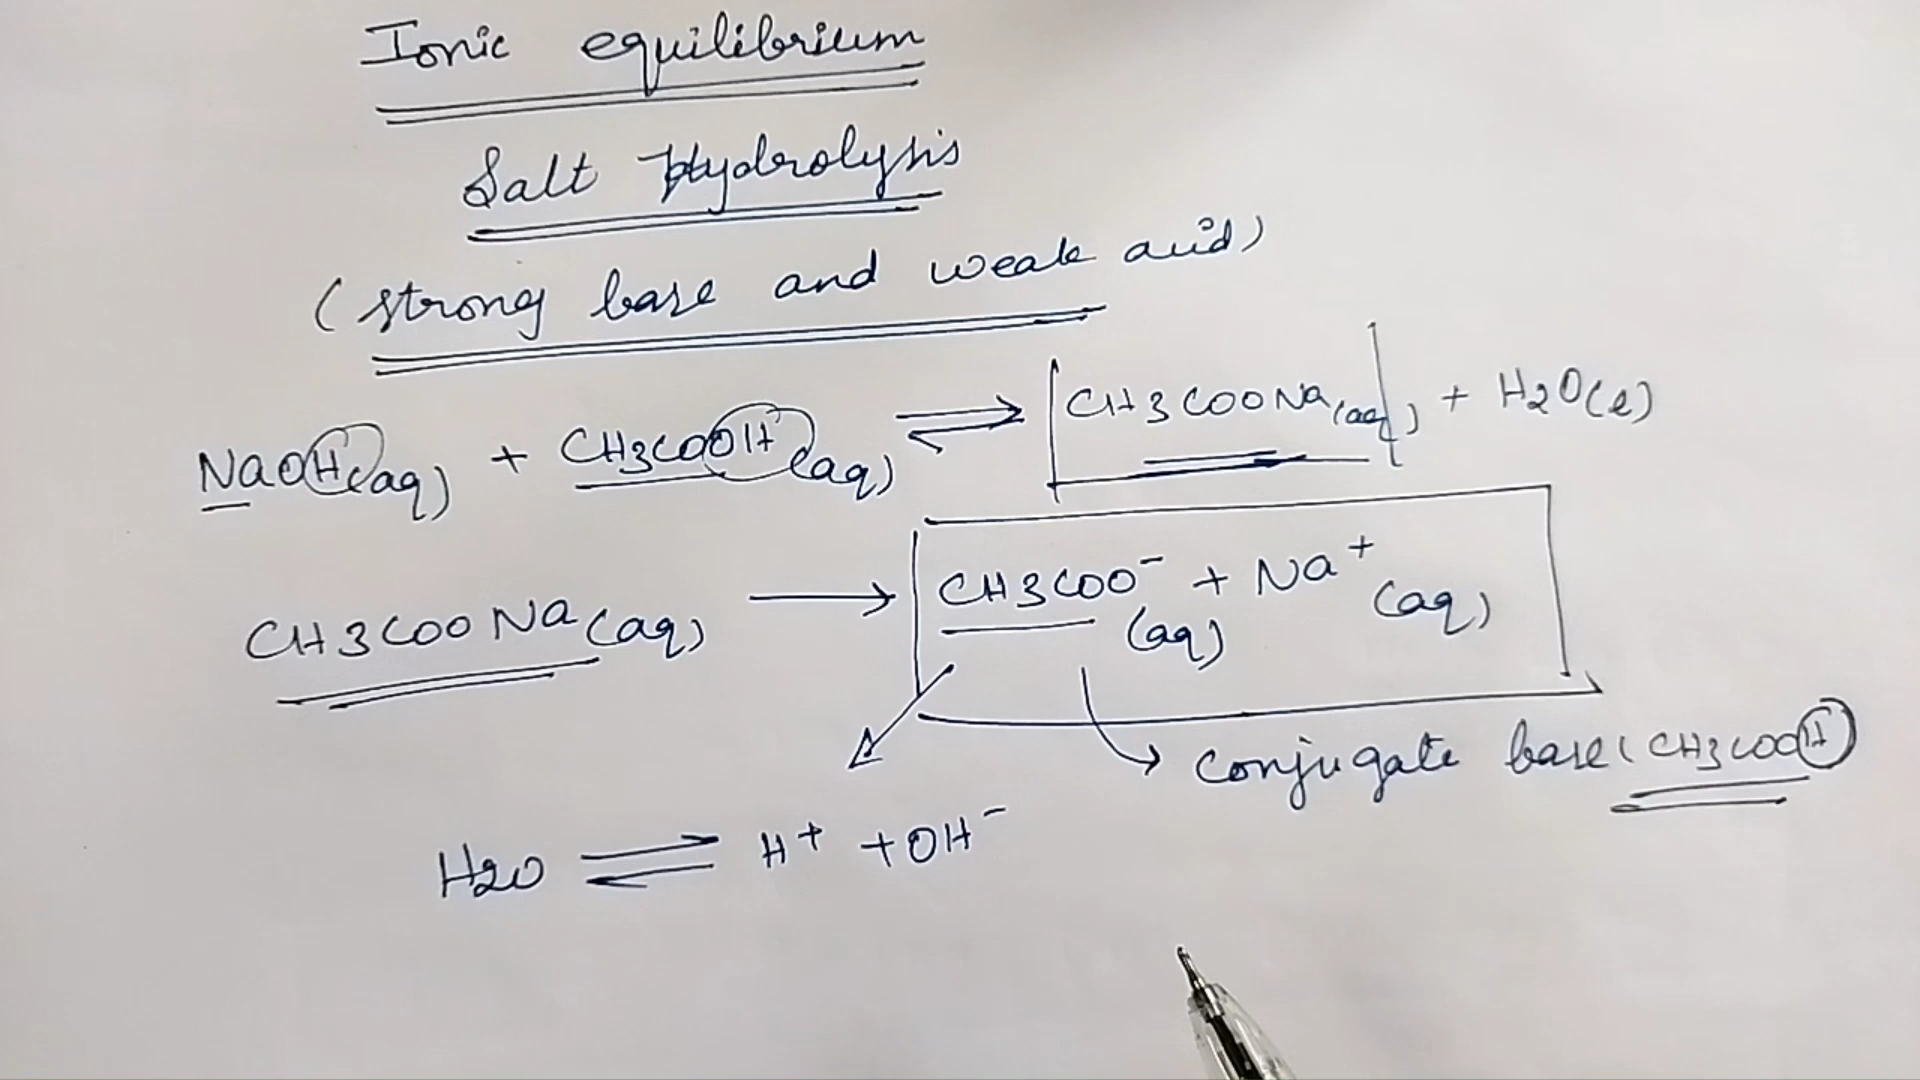 Ionic equilibrium
Salt Hydrolysis
(strong base and weak acid)
NaOH(aq) + CH3COOH(aq) ⇌ CH3COONa(aq) + H2O(l)
CH3COONa(aq) → CH3COO⁻(aq) + Na⁺(aq)
conjugate base (CH3COOH)
H2O ⇌ H⁺ + OH⁻